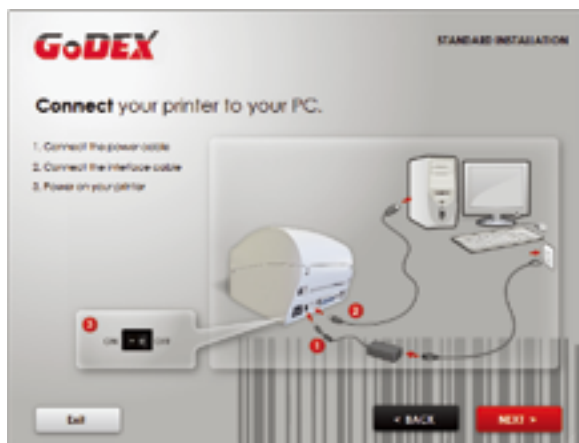 GoDEX
STANDARD INSTALLATION
Connect your printer to your PC.
1. Connect the power cable
2. Connect the interface cable
3. Power on your printer
2
3
ON OFF
1
Exit
< BACK
NEXT >